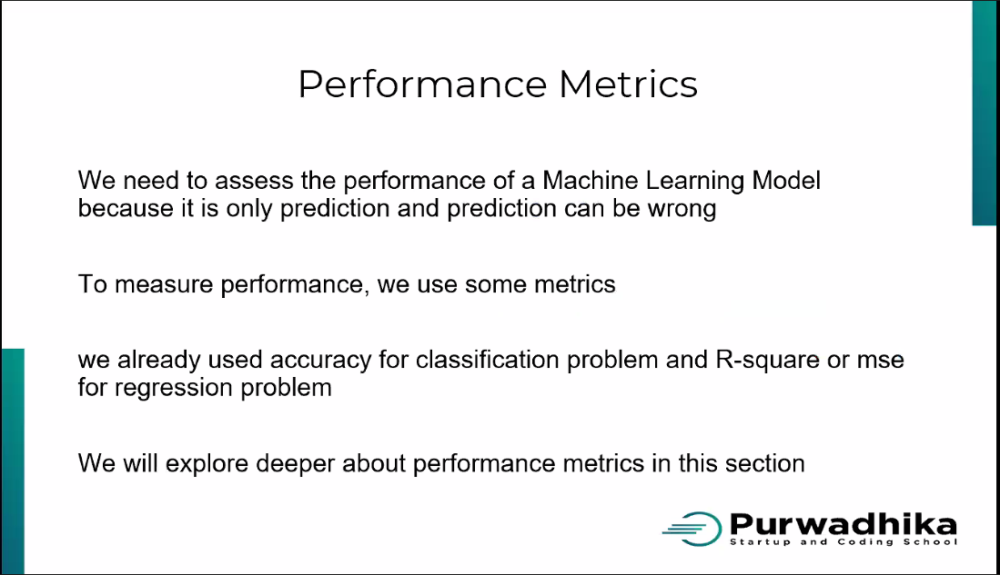 Performance Metrics
We need to assess the performance of a Machine Learning Model
because it is only prediction and prediction can be wrong
To measure performance, we use some metrics
we already used accuracy for classification problem and R-square or mse
for regression problem
We will explore deeper about performance metrics in this section
Purwadhika
Startup and Coding School